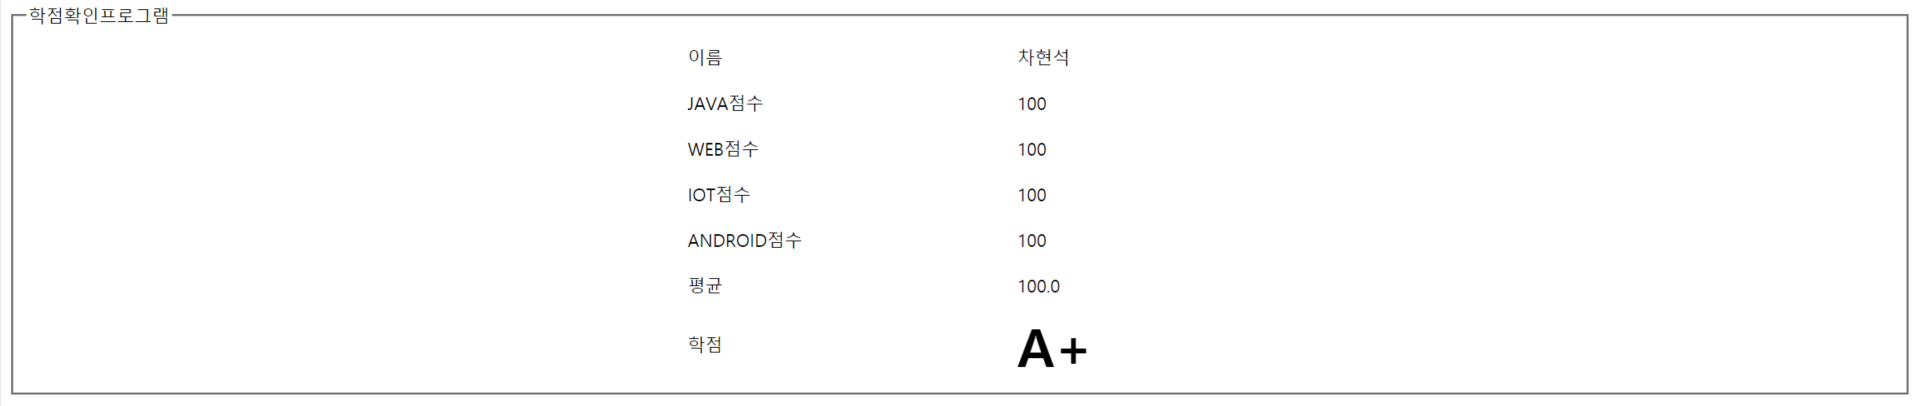 학점확인프로그램
이름 차현석
JAVA점수 100
WEB점수 100
IOT점수 100
ANDROID점수 100
평균 100.0
학점 A+